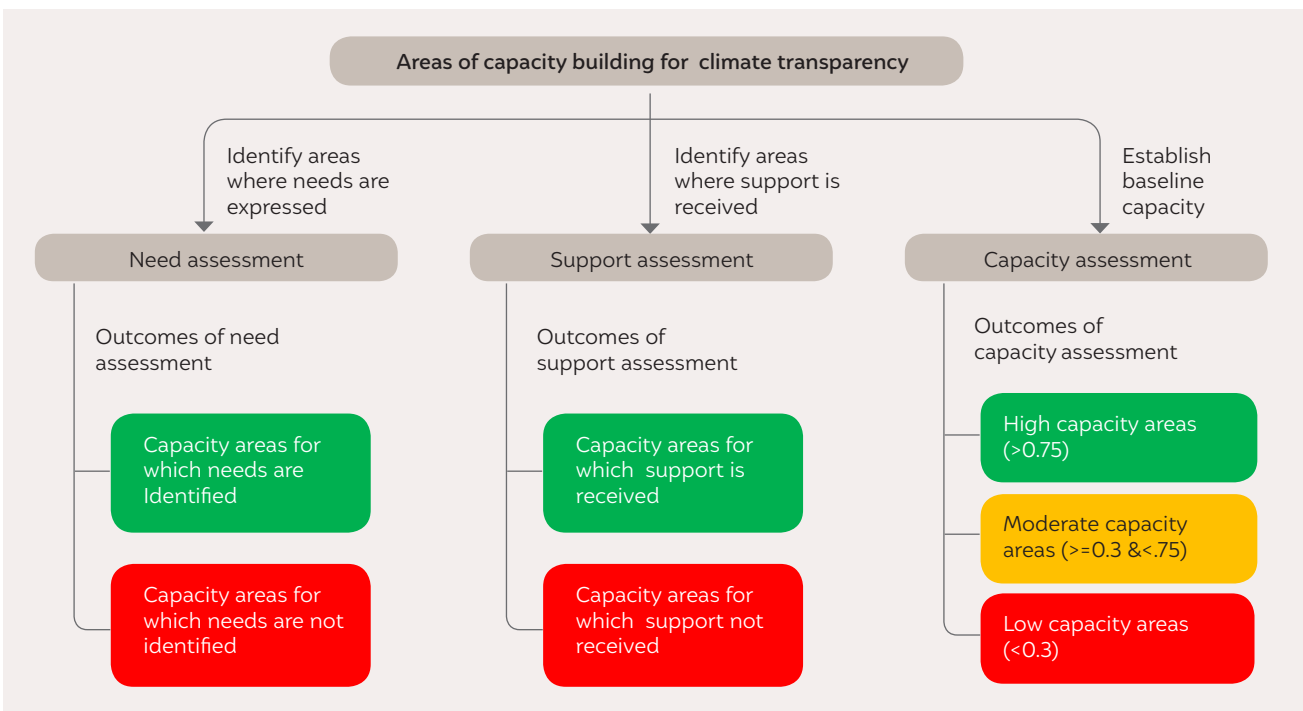 Areas of capacity building for climate transparency
Identify areas
where needs are
expressed
Identify areas
where support is
received
Establish
baseline
capacity
Need assessment
Support assessment
Capacity assessment
Outcomes of need
assessment
Outcomes of
support assessment
Outcomes of
capacity assessment
Capacity areas for
which needs are
Identified
Capacity areas for
which needs are not
identified
Capacity areas for
which support is
received
Capacity areas for
which support not
received
High capacity areas
(>0.75)
Moderate capacity
areas (>=0.3 &<.75)
Low capacity areas
(<0.3)